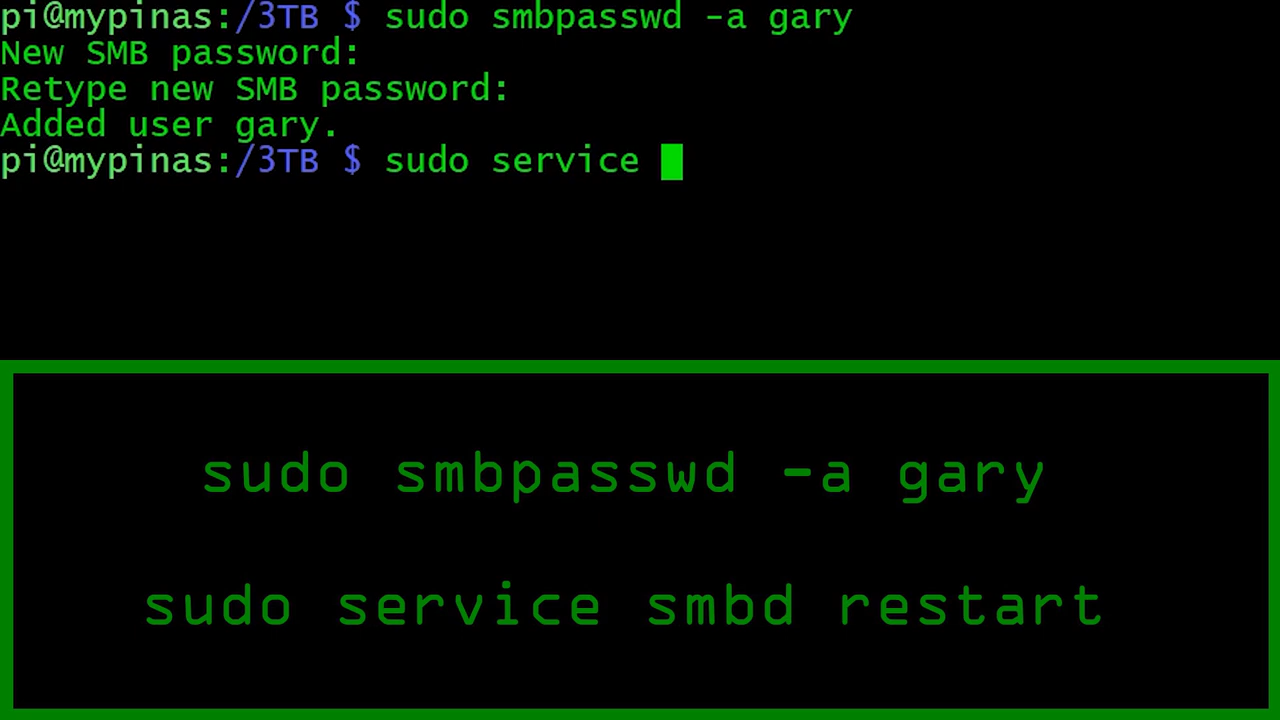 pi@mypinas:/3TB $ sudo smbpasswd -a gary
New SMB password:
Retype new SMB password:
Added user gary.
pi@mypinas:/3TB $ sudo service
sudo smbpasswd -a gary
sudo service smbd restart